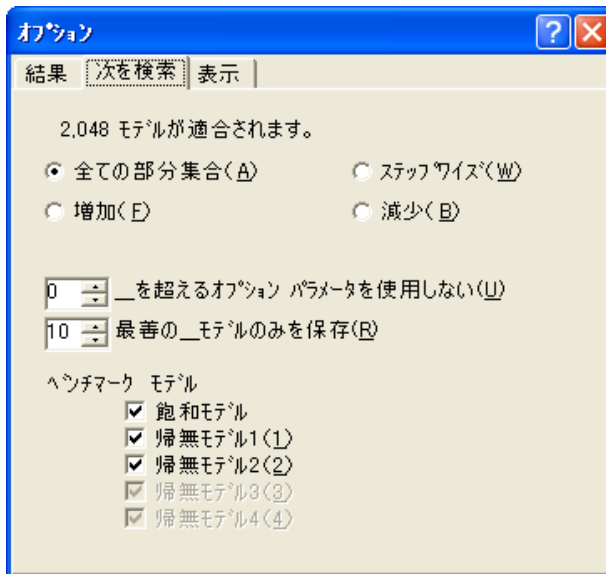 ｵﾌﾟｼｮﾝ
結果 次を検索 表示
2,048 ﾓﾃﾞﾙが適合されます。
全ての部分集合(A) ｽﾃｯﾌﾟﾜｲｽﾞ(W)
増加(F) 減少(B)
0 __を超えるｵﾌﾟｼｮﾝ ﾊﾟﾗﾒｰﾀを使用しない(U)
10 最善の__ﾓﾃﾞﾙのみを保存(R)
ﾍﾞﾝﾁﾏｰｸ ﾓﾃﾞﾙ
飽和ﾓﾃﾞﾙ
帰無ﾓﾃﾞﾙ1(1)
帰無ﾓﾃﾞﾙ2(2)
帰無ﾓﾃﾞﾙ3(3)
帰無ﾓﾃﾞﾙ4(4)